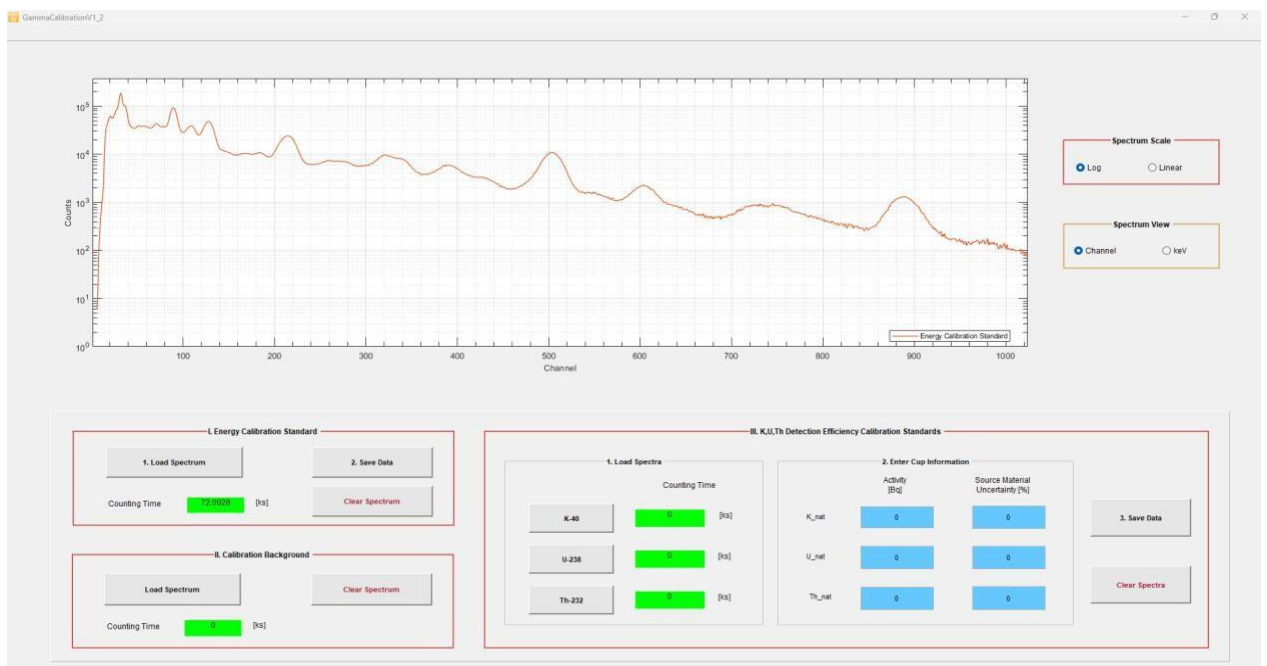 GammaCalibrationV1_2
10^5
10^4
10^3
10^2
10^1
10^0
Counts
100 200 300 400 500 600 700 800 900 1000
Channel
Energy Calibration Standard
Spectrum Scale
Log Linear
Spectrum View
Channel keV
I. Energy Calibration Standard
1. Load Spectrum 2. Save Data
Counting Time 72.0028 [ks] Clear Spectrum
II. Calibration Background
Load Spectrum Clear Spectrum
Counting Time 0 [ks]
III. K,U,Th Detection Efficiency Calibration Standards
1. Load Spectra
Counting Time
K-40 0 [ks]
U-238 0 [ks]
Th-232 0 [ks]
2. Enter Cup Information
Activity Source Material
[Bq] Uncertainty [%]
K_nat 0 0
U_nat 0 0
Th_nat 0 0
3. Save Data
Clear Spectra